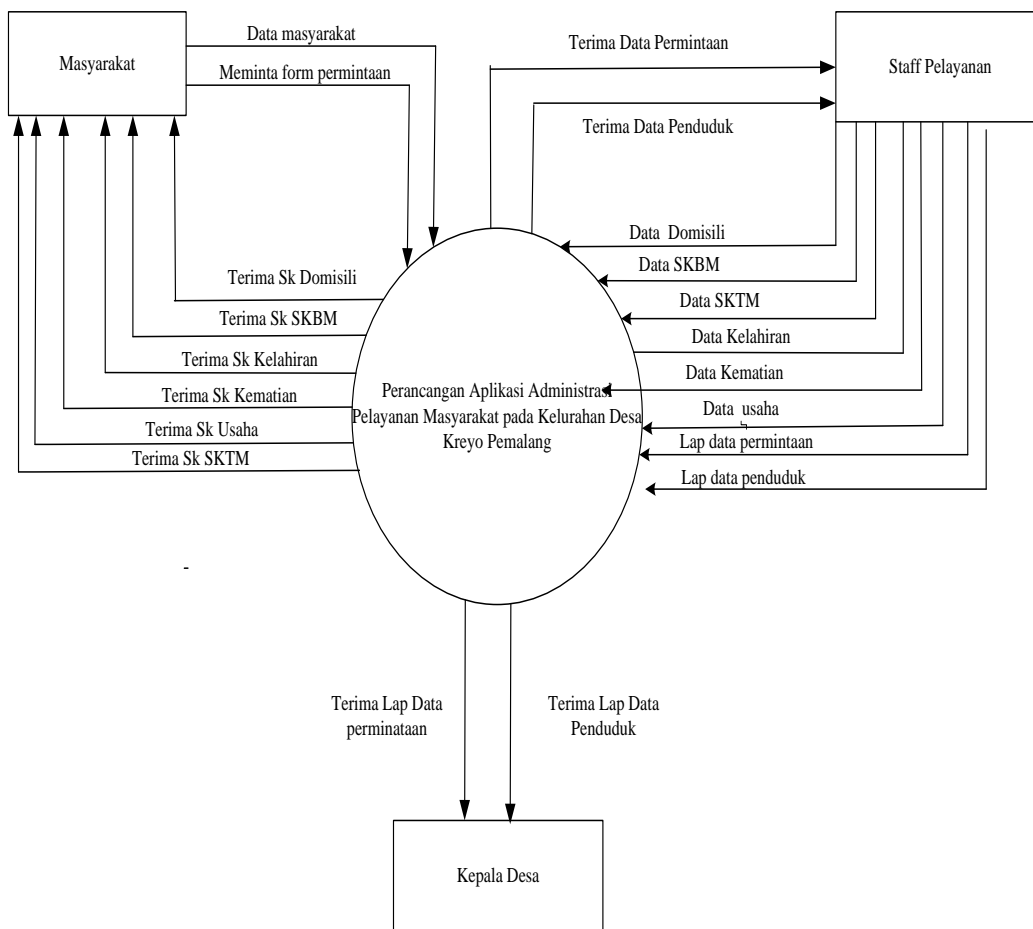 Masyarakat
Data masyarakat
Meminta form permintaan
Terima Data Permintaan
Terima Data Penduduk
Staff Pelayanan
Terima Sk Domisili
Terima Sk SKBM
Terima Sk Kelahiran
Terima Sk Kematian
Terima Sk Usaha
Terima Sk SKTM
Data Domisili
Data SKBM
Data SKTM
Data Kelahiran
Data Kematian
Data usaha
Lap data permintaan
Lap data penduduk
Perancangan Aplikasi Administrasi
Pelayanan Masyarakat pada Kelurahan Desa
Kreyo Pemalang
-
Terima Lap Data
perminataan
Terima Lap Data
Penduduk
Kepala Desa